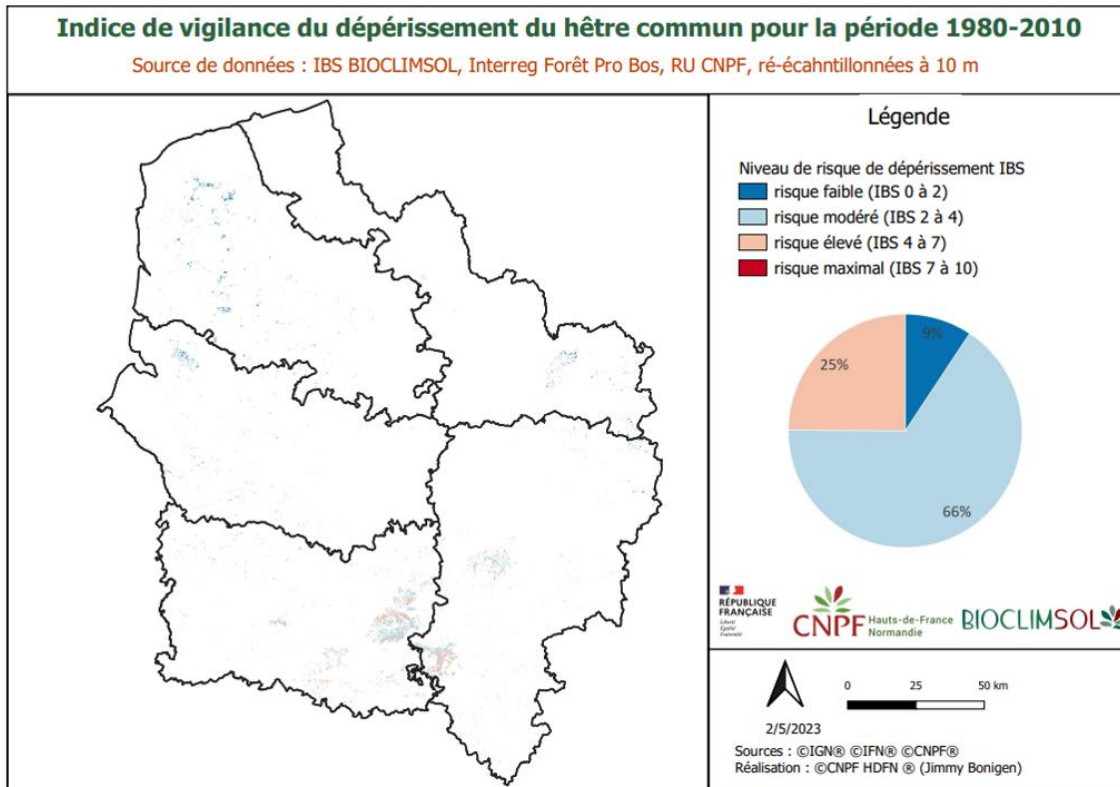 Indice de vigilance du dépérissement du hêtre commun pour la période 1980-2010
Source de données : IBS BIOCLIMSOL, Interreg Forêt Pro Bos, RU CNPF, ré-écahntillonnées à 10 m
Légende
Niveau de risque de dépérissement IBS
risque faible (IBS 0 à 2)
risque modéré (IBS 2 à 4)
risque élevé (IBS 4 à 7)
risque maximal (IBS 7 à 10)
9%
25%
66%
RÉPUBLIQUE
FRANÇAISE
Liberté
Égalité
Fraternité
CNPF Hauts-de-France
Normandie
BIOCLIMSOL
0 25 50 km
2/5/2023
Sources : ©IGN® ©IFN® ©CNPF®
Réalisation : ©CNPF HDFN ® (Jimmy Bonigen)